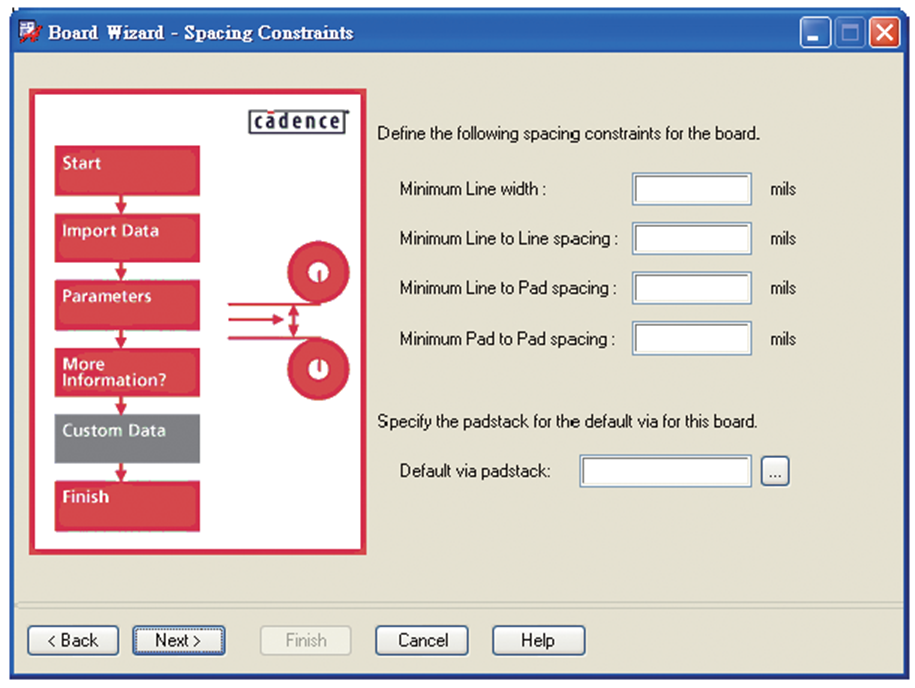 Board Wizard - Spacing Constraints
cādence
Start
Import Data
Parameters
More
Information?
Custom Data
Finish
Define the following spacing constraints for the board.
Minimum Line width : mils
Minimum Line to Line spacing : mils
Minimum Line to Pad spacing : mils
Minimum Pad to Pad spacing : mils
Specify the padstack for the default via for this board.
Default via padstack: ...
< Back Next > Finish Cancel Help